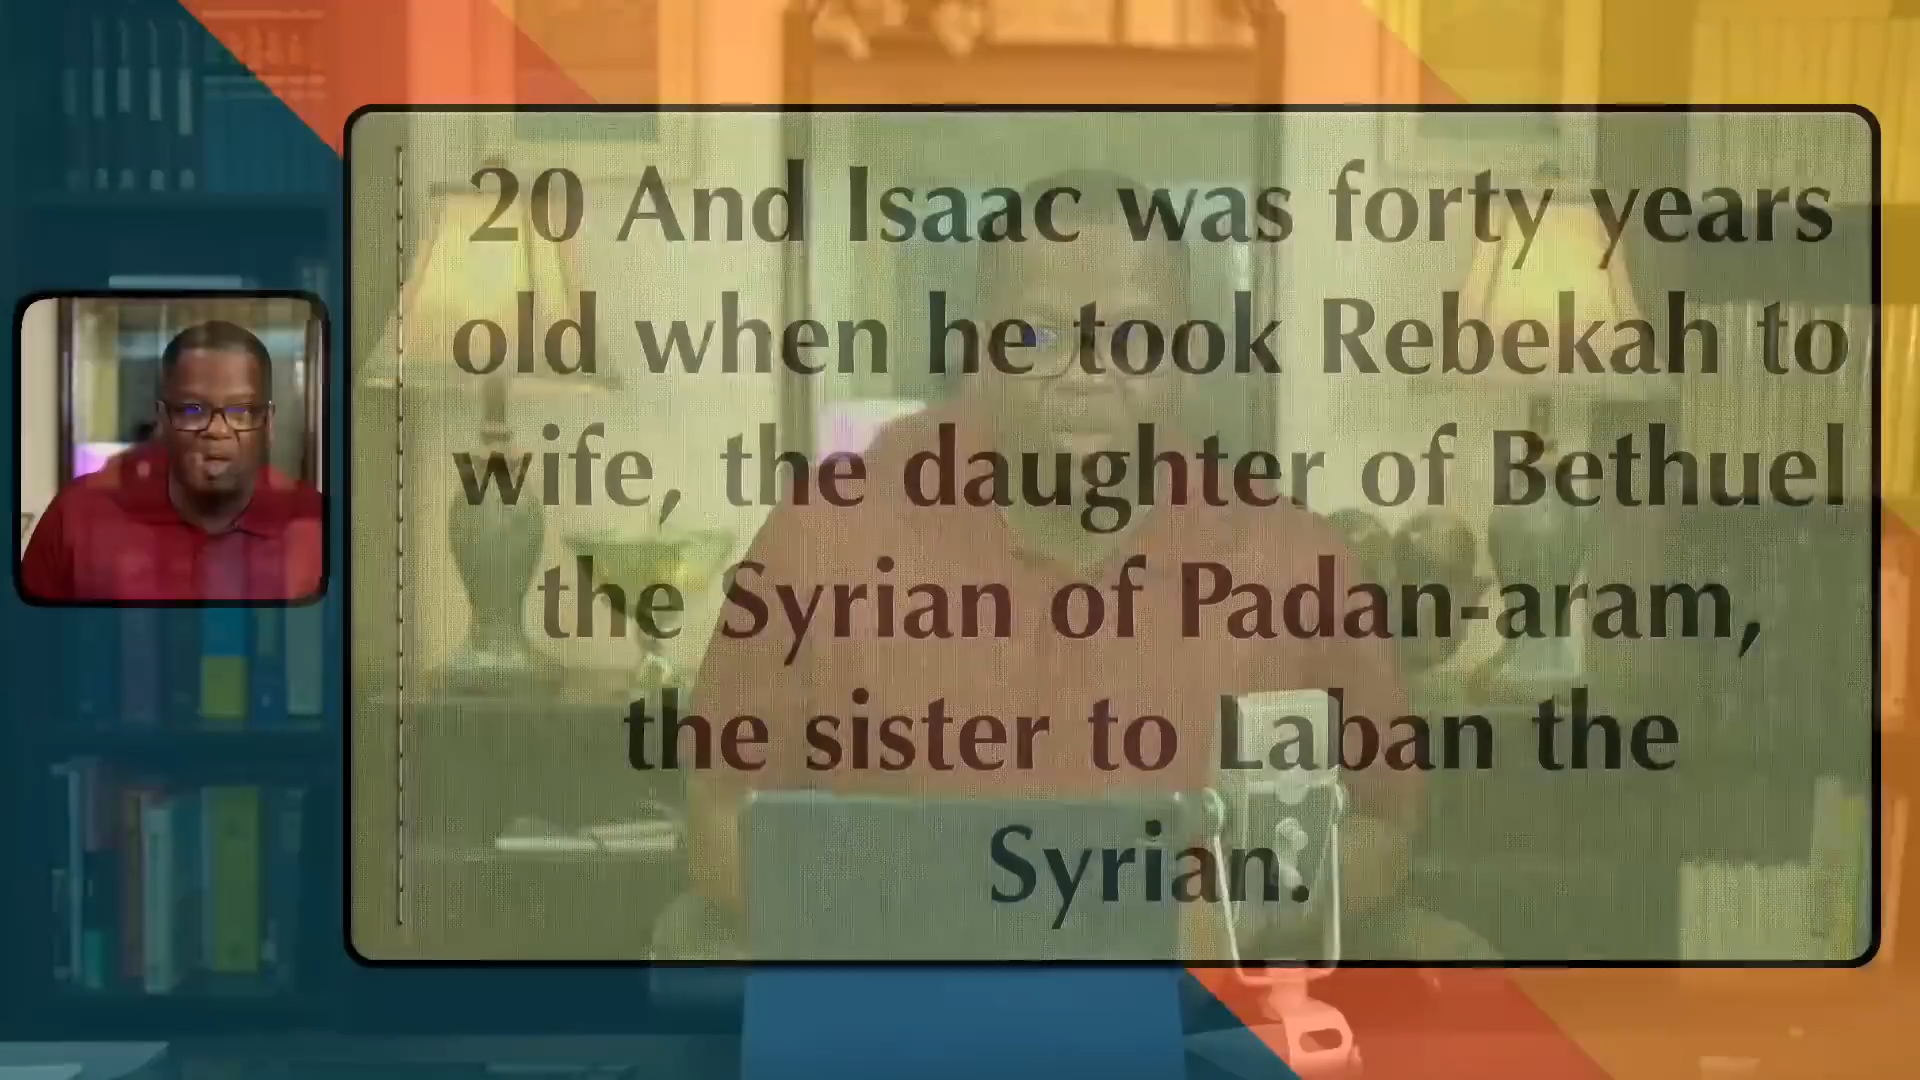 20 And Isaac was forty years
old when he took Rebekah to
wife, the daughter of Bethuel
the Syrian of Padan-aram,
the sister to Laban the
Syrian.